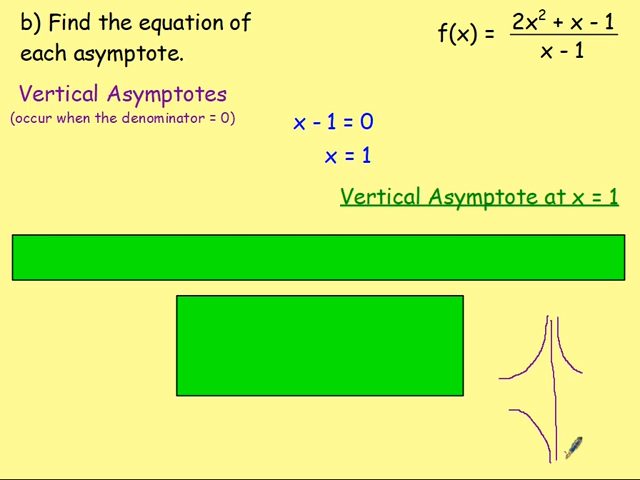 b) Find the equation of
each asymptote.
f(x) = 2x² + x - 1
x - 1
Vertical Asymptotes
(occur when the denominator = 0)
x - 1 = 0
x = 1
Vertical Asymptote at x = 1